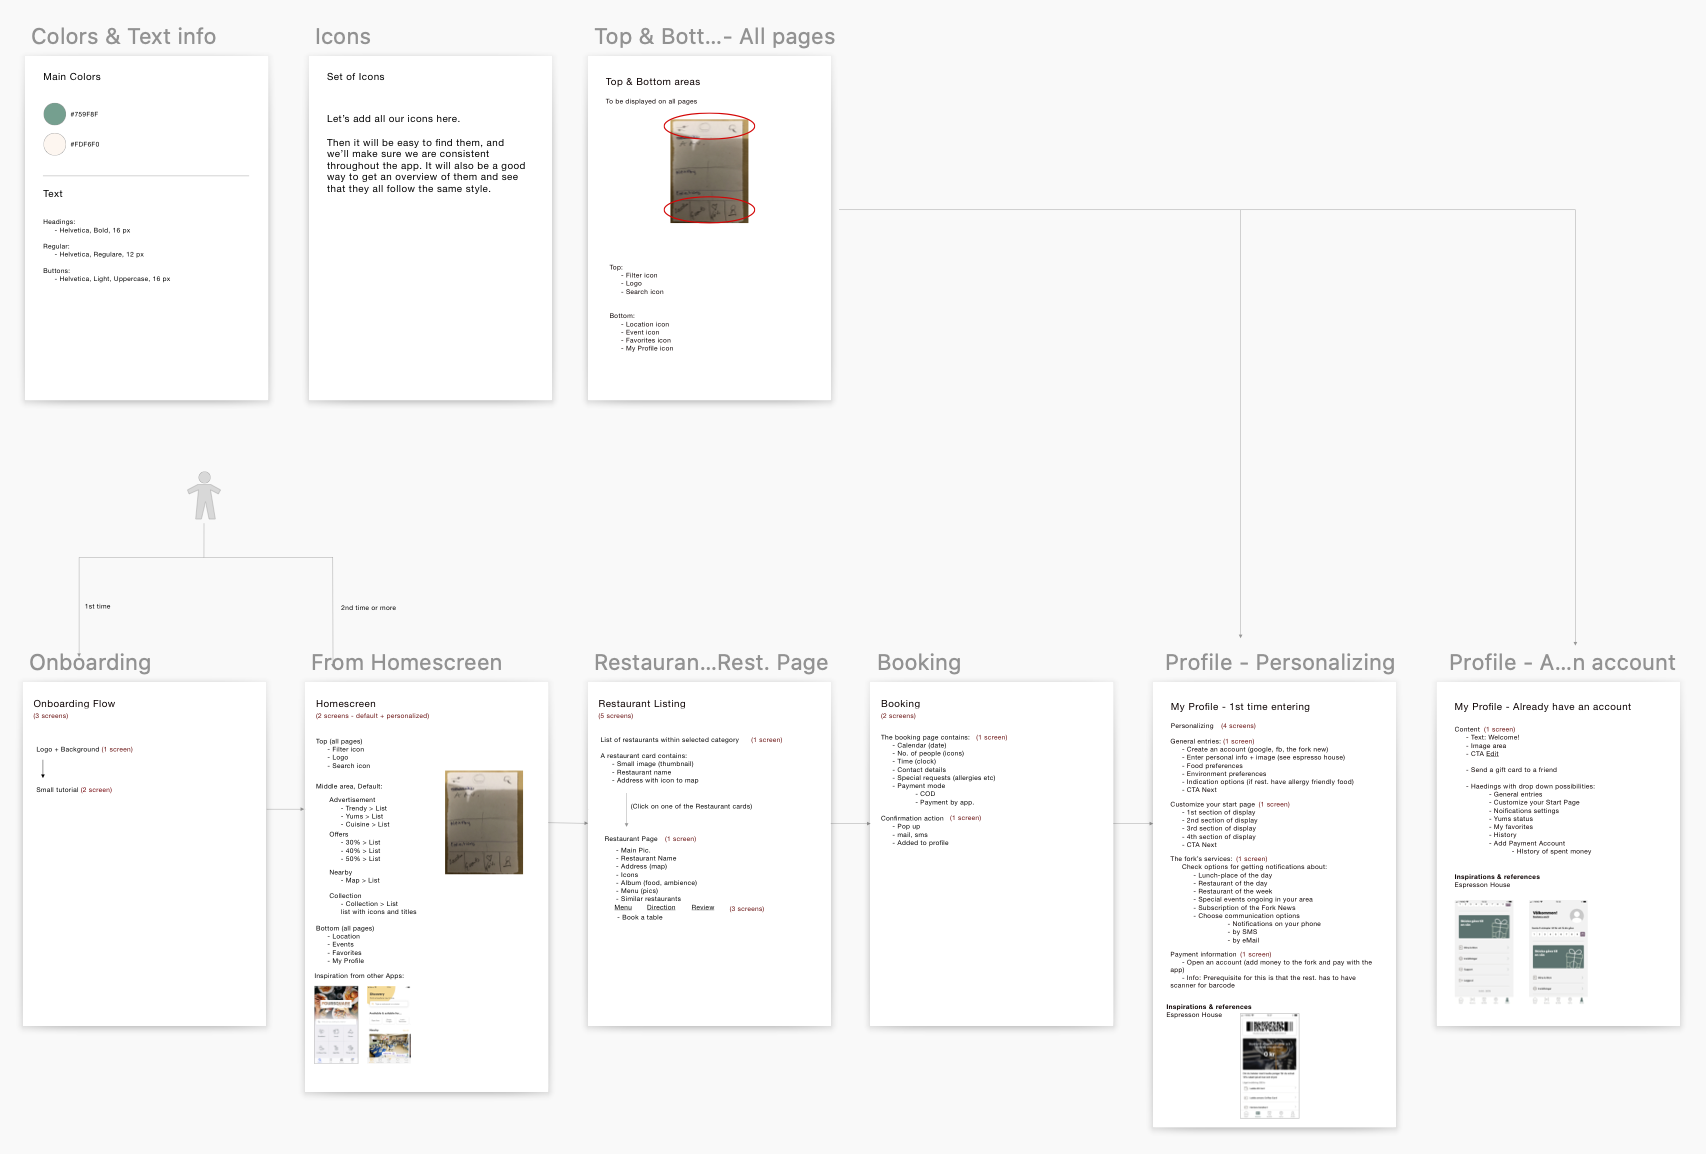 Colors & Text info
Main Colors
#759F8F
#FDF6F0
Text
Headings:
- Helvetica, Bold, 16 px
Regular:
- Helvetica, Regulare, 12 px
Buttons:
- Helvetica, Light, Uppercase, 16 px
Icons
Set of Icons
Let's add all our icons here.
Then it will be easy to find them, and
we'll make sure we are consistent
throughout the app. It will also be a good
way to get an overview of them and see
that they all follow the same style.
Top & Bott...- All pages
Top & Bottom areas
To be displayed on all pages
Top:
- Filter icon
- Logo
- Search icon
Bottom:
- Location icon
- Event icon
- Favorites icon
- My Profile icon
1st time
2nd time or more
Onboarding
Onboarding Flow
(3 screens)
Logo + Background (1 screen)
Small tutorial (2 screen)
From Homescreen
Homescreen
(2 screens - default + personalized)
Top (all pages)
- Filter icon
- Logo
- Search icon
Middle area, Default:
Advertisement
- Trendy > List
- Yums > List
- Cuisine > List
Offers
- 30% > List
- 40% > List
- 50% > List
Nearby
- Map > List
Collection
- Collection > List
list with icons and titles
Bottom (all pages)
- Location
- Events
- Favorites
- My Profile
Inspiration from other Apps:
Restauran...Rest. Page
Restaurant Listing
(5 screens)
List of restaurants within selected category (1 screen)
A restaurant card contains:
- Small image (thumbnail)
- Restaurant name
- Address with icon to map
(Click on one of the Restaurant cards)
Restaurant Page (1 screen)
- Main Pic.
- Restaurant Name
- Address (map)
- Icons
- Album (food, ambience)
- Menu (pics)
- Similar restaurants
Menu Direction Review (3 screens)
- Book a table
Booking
Booking
(2 screens)
The booking page contains: (1 screen)
- Calendar (date)
- No. of people (icons)
- Time (clock)
- Contact details
- Special requests (allergies etc)
- Payment mode
- COD
- Payment by app.
Confirmation action (1 screen)
- Pop up
- mail, sms
- Added to profile
Profile - Personalizing
My Profile - 1st time entering
Personalizing (4 screens)
General entries: (1 screen)
- Create an account (google, fb, the fork new)
- Enter personal info + image (see espresso house)
- Food preferences
- Environment preferences
- Indication options (if rest. have allergy friendly food)
- CTA Next
Customize your start page (1 screen)
- 1st section of display
- 2nd section of display
- 3rd section of display
- 4th section of display
- CTA Next
The fork's services: (1 screen)
Check options for getting notifications about:
- Lunch-place of the day
- Restaurant of the day
- Restaurant of the week
- Special events ongoing in your area
- Subscription of the Fork News
- Choose communication options
- Notifications on your phone
- by SMS
- by eMail
Payment information (1 screen)
- Open an account (add money to the fork and pay with the
app)
- Info: Prerequisite for this is that the rest. has to have
scanner for barcode
Inspirations & references
Espresson House
Profile - A...n account
My Profile - Already have an account
Content (1 screen)
- Text: Welcome!
- Image area
- CTA Edit
- Send a gift card to a friend
- Haedings with drop down possibilities:
- General entries
- Customize your Start Page
- Noifications settings
- Yums status
- My favorites
- History
- Add Payment Account
- HIstory of spent money
Inspirations & references
Espresson House
Välkommen!